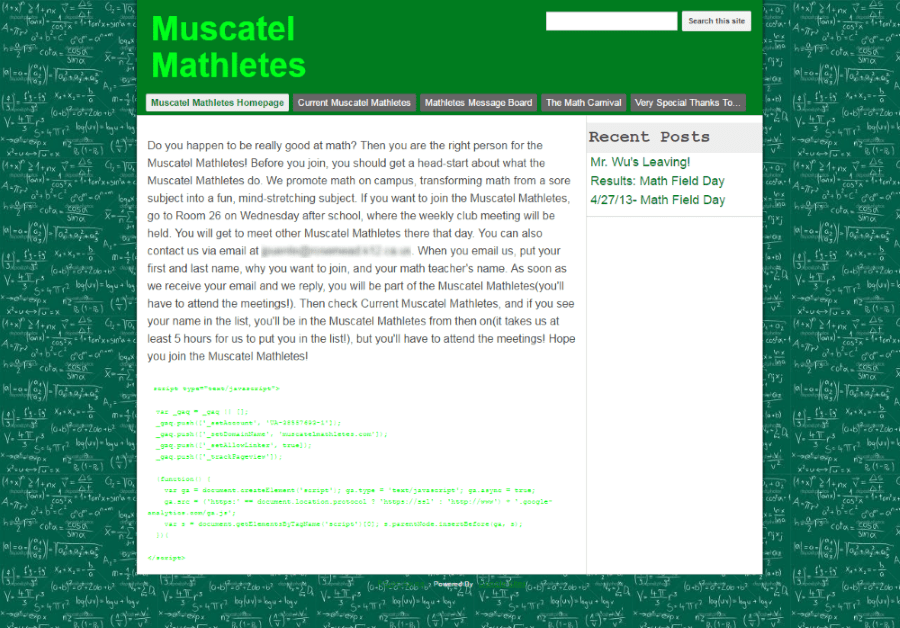 Muscatel
Mathletes
Search this site
Muscatel Mathletes Homepage
Current Muscatel Mathletes
Mathletes Message Board
The Math Carnival
Very Special Thanks To...
Do you happen to be really good at math? Then you are the right person for the
Muscatel Mathletes! Before you join, you should get a head-start about what the
Muscatel Mathletes do. We promote math on campus, transforming math from a sore
subject into a fun, mind-stretching subject. If you want to join the Muscatel Mathletes,
go to Room 26 on Wednesday after school, where the weekly club meeting will be
held. You will get to meet other Muscatel Mathletes there that day. You can also
contact us via email at . When you email us, put your
first and last name, why you want to join, and your math teacher's name. As soon as
we receive your email and we reply, you will be part of the Muscatel Mathletes(you'll
have to attend the meetings!). Then check Current Muscatel Mathletes, and if you see
your name in the list, you'll be in the Muscatel Mathletes from then on(it takes us at
least 5 hours for us to put you in the list!), but you'll have to attend the meetings! Hope
you join the Muscatel Mathletes!
script type="text/javascript">
var _gaq = _gaq || [];
_gaq.push(['_setAccount',
_gaq.push(['_setDomainName', 'muscatelmathletes.com']);
_gaq.push(['_setAllowLinker', true]);
_gaq.push(['_trackPageview']);
(function() {
var ga = document.createElement('script'); ga.type = 'text/javascript'; ga.async = true;
ga.src = ('https:' == document.location.protocol ? 'https://ssl' : 'http://www') + '.google-
analytics.com/ga.js';
var s = document.getElementsByTagName('script')[0]; s.parentNode.insertBefore(ga, s);
})(
</script>
Recent Posts
Mr. Wu's Leaving!
Results: Math Field Day
4/27/13- Math Field Day
Powered By